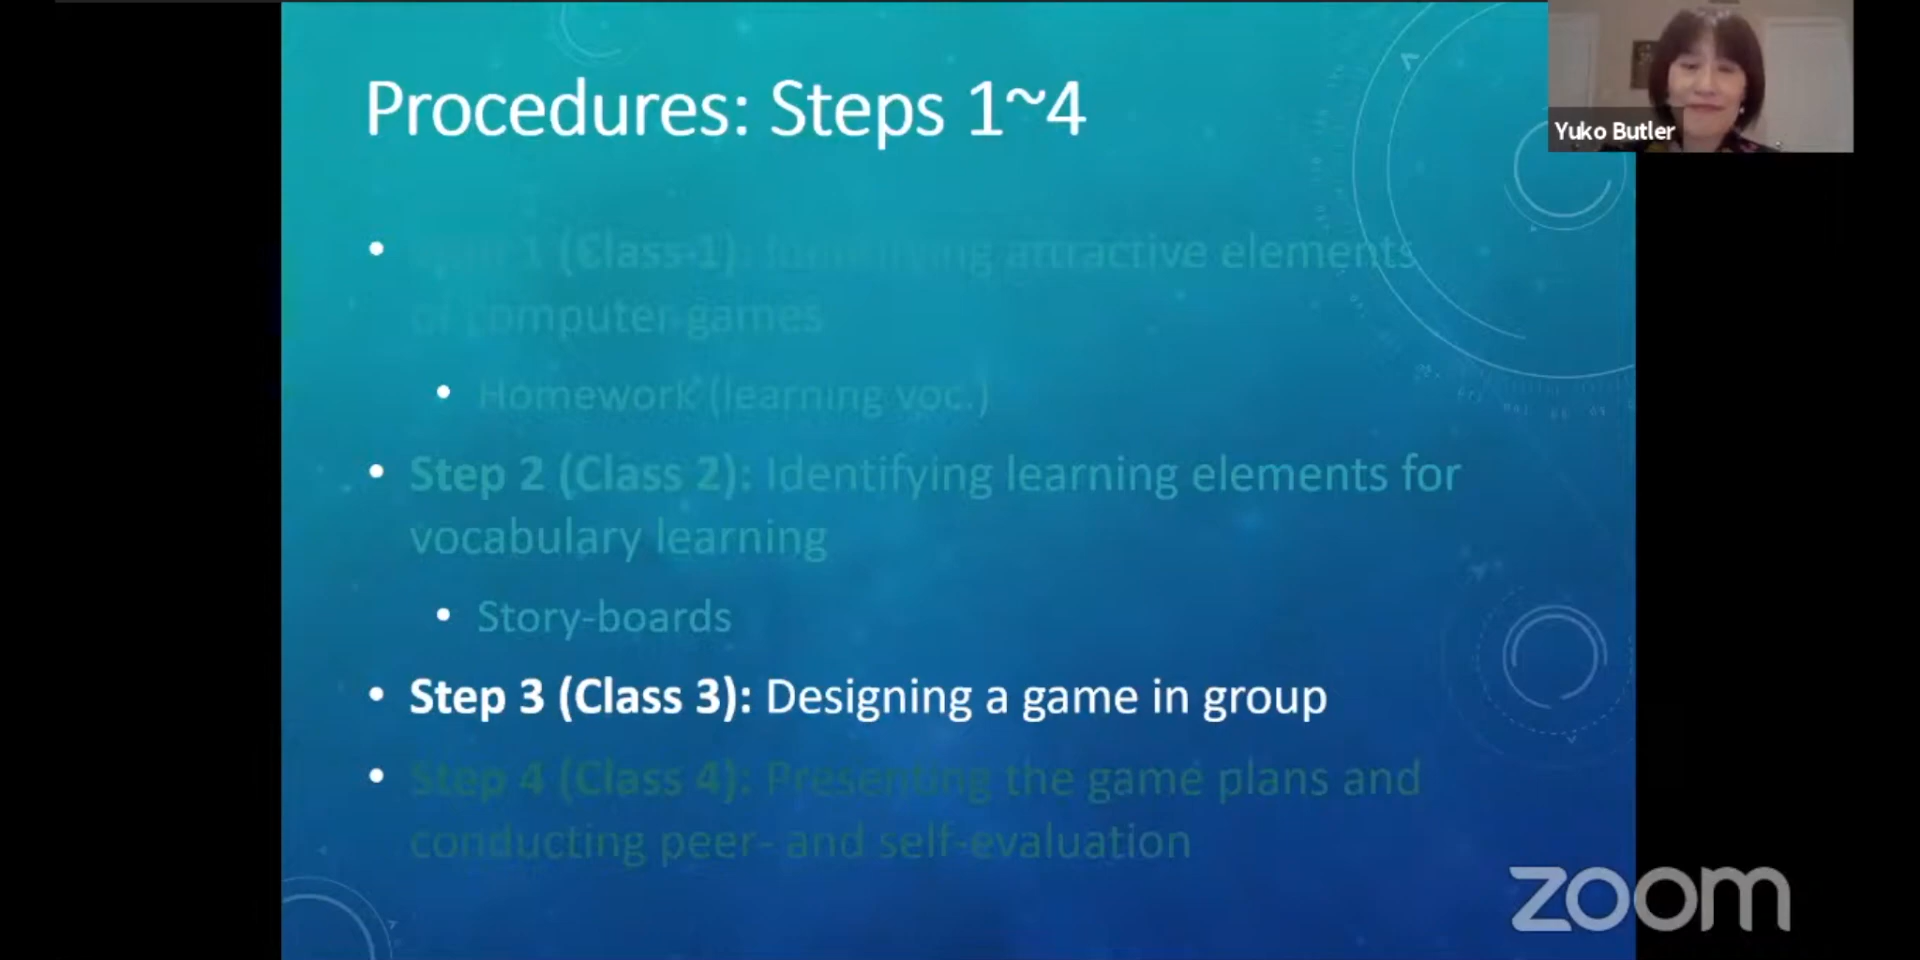 Procedures: Steps 1~4
Yuko Butler
• Step 1 (Class 1): Identifying attractive elements
of computer games
• Homework (learning voc.)
• Step 2 (Class 2): Identifying learning elements for
vocabulary learning
• Story-boards
• Step 3 (Class 3): Designing a game in group
• Step 4 (Class 4): Presenting the game plans and
conducting peer- and self-evaluation
zoom